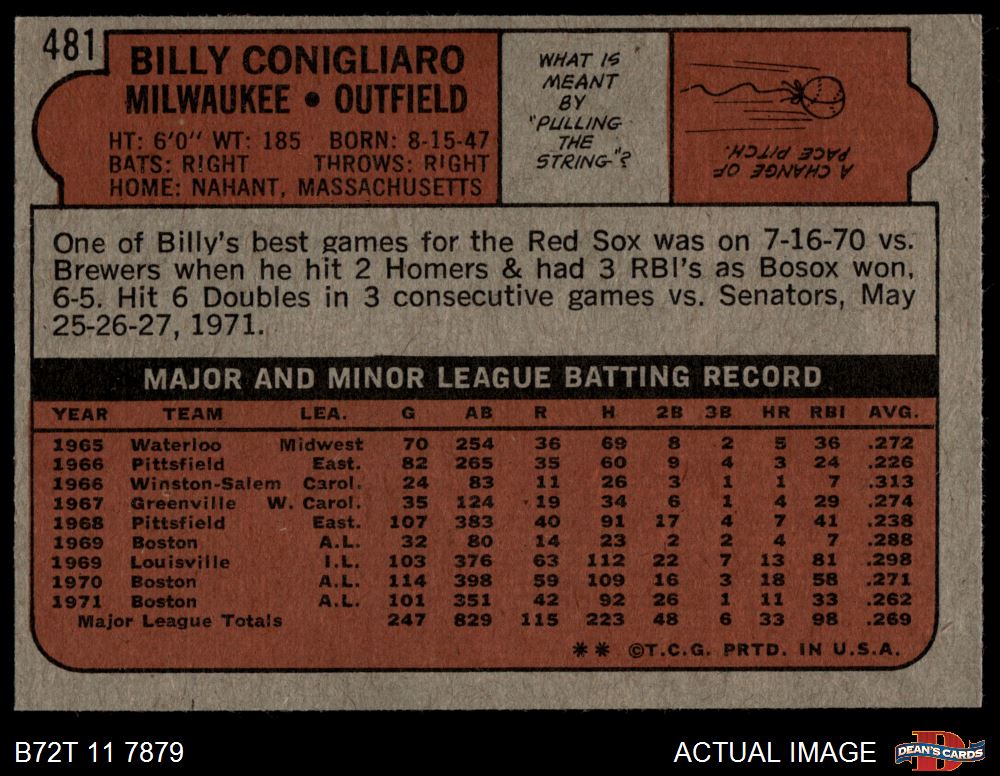 481
BILLY CONIGLIARO
MILWAUKEE • OUTFIELD
HT: 6'0" WT: 185 BORN: 8-15-47
BATS: RIGHT THROWS: RIGHT
HOME: NAHANT, MASSACHUSETTS
WHAT IS
MEANT
BY
"PULLING
THE
STRING"?
A CHANGE OF
PACE PITCH.
One of Billy's best games for the Red Sox was on 7-16-70 vs.
Brewers when he hit 2 Homers & had 3 RBI's as Bosox won,
6-5. Hit 6 Doubles in 3 consecutive games vs. Senators, May
25-26-27, 1971.
MAJOR AND MINOR LEAGUE BATTING RECORD
YEAR TEAM LEA. G AB R H 2B 3B HR RBI AVG.
1965 Waterloo Midwest 70 254 36 69 8 2 5 36 .272
1966 Pittsfield East. 82 265 35 60 9 4 3 24 .226
1966 Winston-Salem Carol. 24 83 11 26 3 1 1 7 .313
1967 Greenville W. Carol. 35 124 19 34 6 1 4 29 .274
1968 Pittsfield East. 107 383 40 91 17 4 7 41 .238
1969 Boston A.L. 32 80 14 23 2 2 4 7 .288
1969 Louisville I.L. 103 376 63 112 22 7 13 81 .298
1970 Boston A.L. 114 398 59 109 16 3 18 58 .271
1971 Boston A.L. 101 351 42 92 26 1 11 33 .262
Major League Totals 247 829 115 223 48 6 33 98 .269
** ©T.C.G. PRTD. IN U.S.A.
B72T 11 7879
ACTUAL IMAGE
DEAN'S CARDS